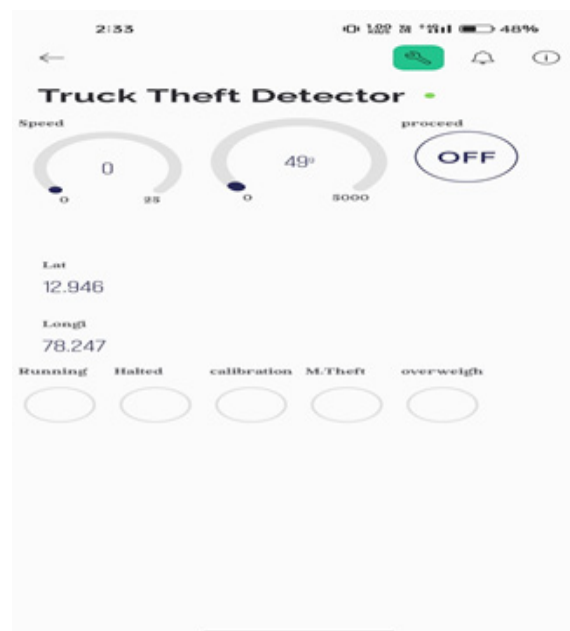 2:33 48%
Truck Theft Detector
Speed proceed
0 49g OFF
0 25 0 5000
Lat
12.946
Longi
78.247
Running Halted calibration M.Theft overweigh